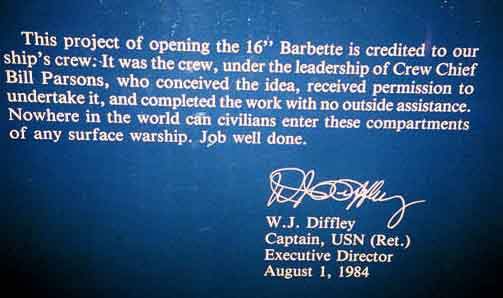 This project of opening the 16" Barbette is credited to our
ship's crew: It was the crew, under the leadership of Crew Chief
Bill Parsons, who conceived the idea, received permission to
undertake it, and completed the work with no outside assistance.
Nowhere in the world can civilians enter these compartments
of any surface warship. Job well done.
W.J. Diffley
W.J. Diffley
Captain, USN (Ret.)
Executive Director
August 1, 1984